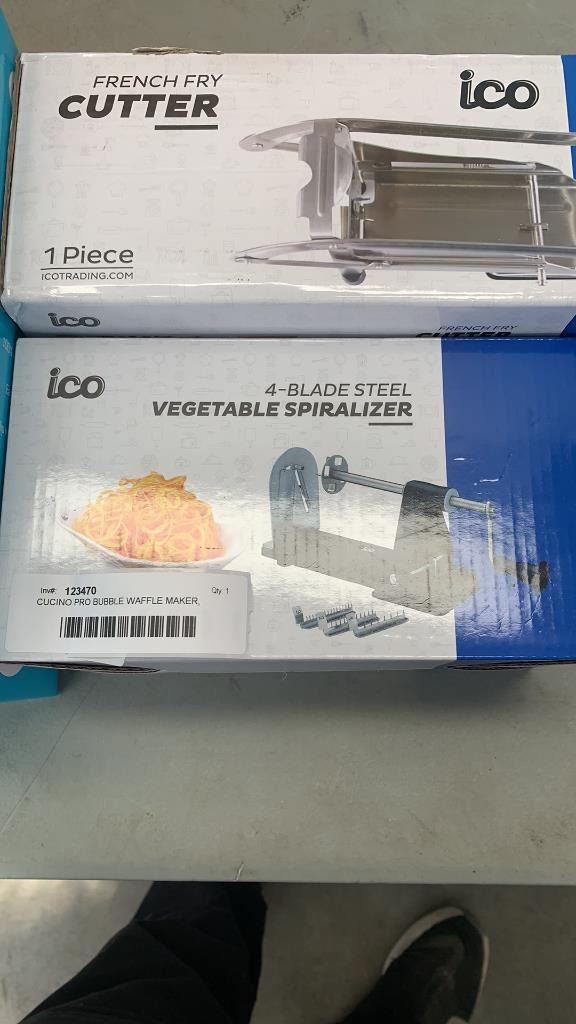 FRENCH FRY
CUTTER
ico
1 Piece
ICOTRADING.COM
ico
FRENCH FRY
CUTTER
ico
4-BLADE STEEL
VEGETABLE SPIRALIZER
Inv#: 123470 Qty: 1
CUCINO PRO BUBBLE WAFFLE MAKER,